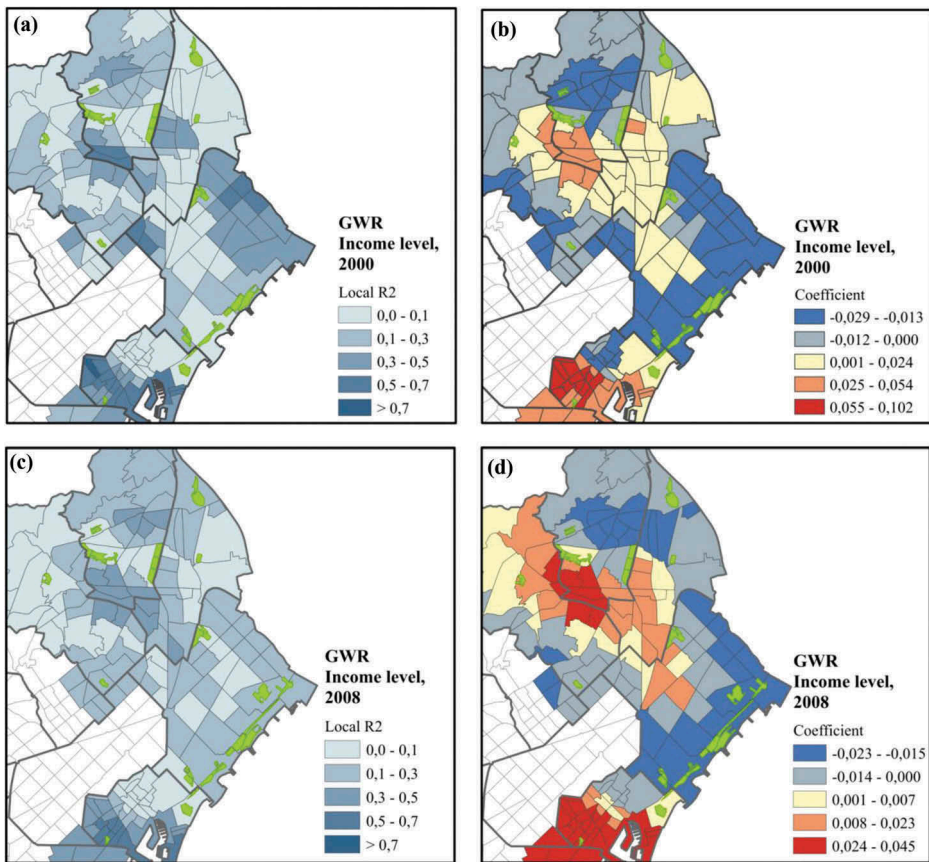 (a)
GWR
Income level,
2000
Local R2
0,0 - 0,1
0,1 - 0,3
0,3 - 0,5
0,5 - 0,7
> 0,7
(b)
GWR
Income level,
2000
Coefficient
-0,029 - -0,013
-0,012 - 0,000
0,001 - 0,024
0,025 - 0,054
0,055 - 0,102
(c)
GWR
Income level,
2008
Local R2
0,0 - 0,1
0,1 - 0,3
0,3 - 0,5
0,5 - 0,7
> 0,7
(d)
GWR
Income level,
2008
Coefficient
-0,023 - -0,015
-0,014 - 0,000
0,001 - 0,007
0,008 - 0,023
0,024 - 0,045